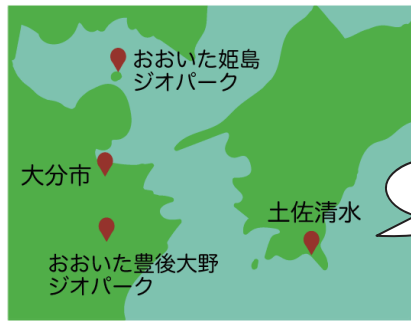 おおいた姫島
ジオパーク
大分市
土佐清水
おおいた豊後大野
ジオパーク